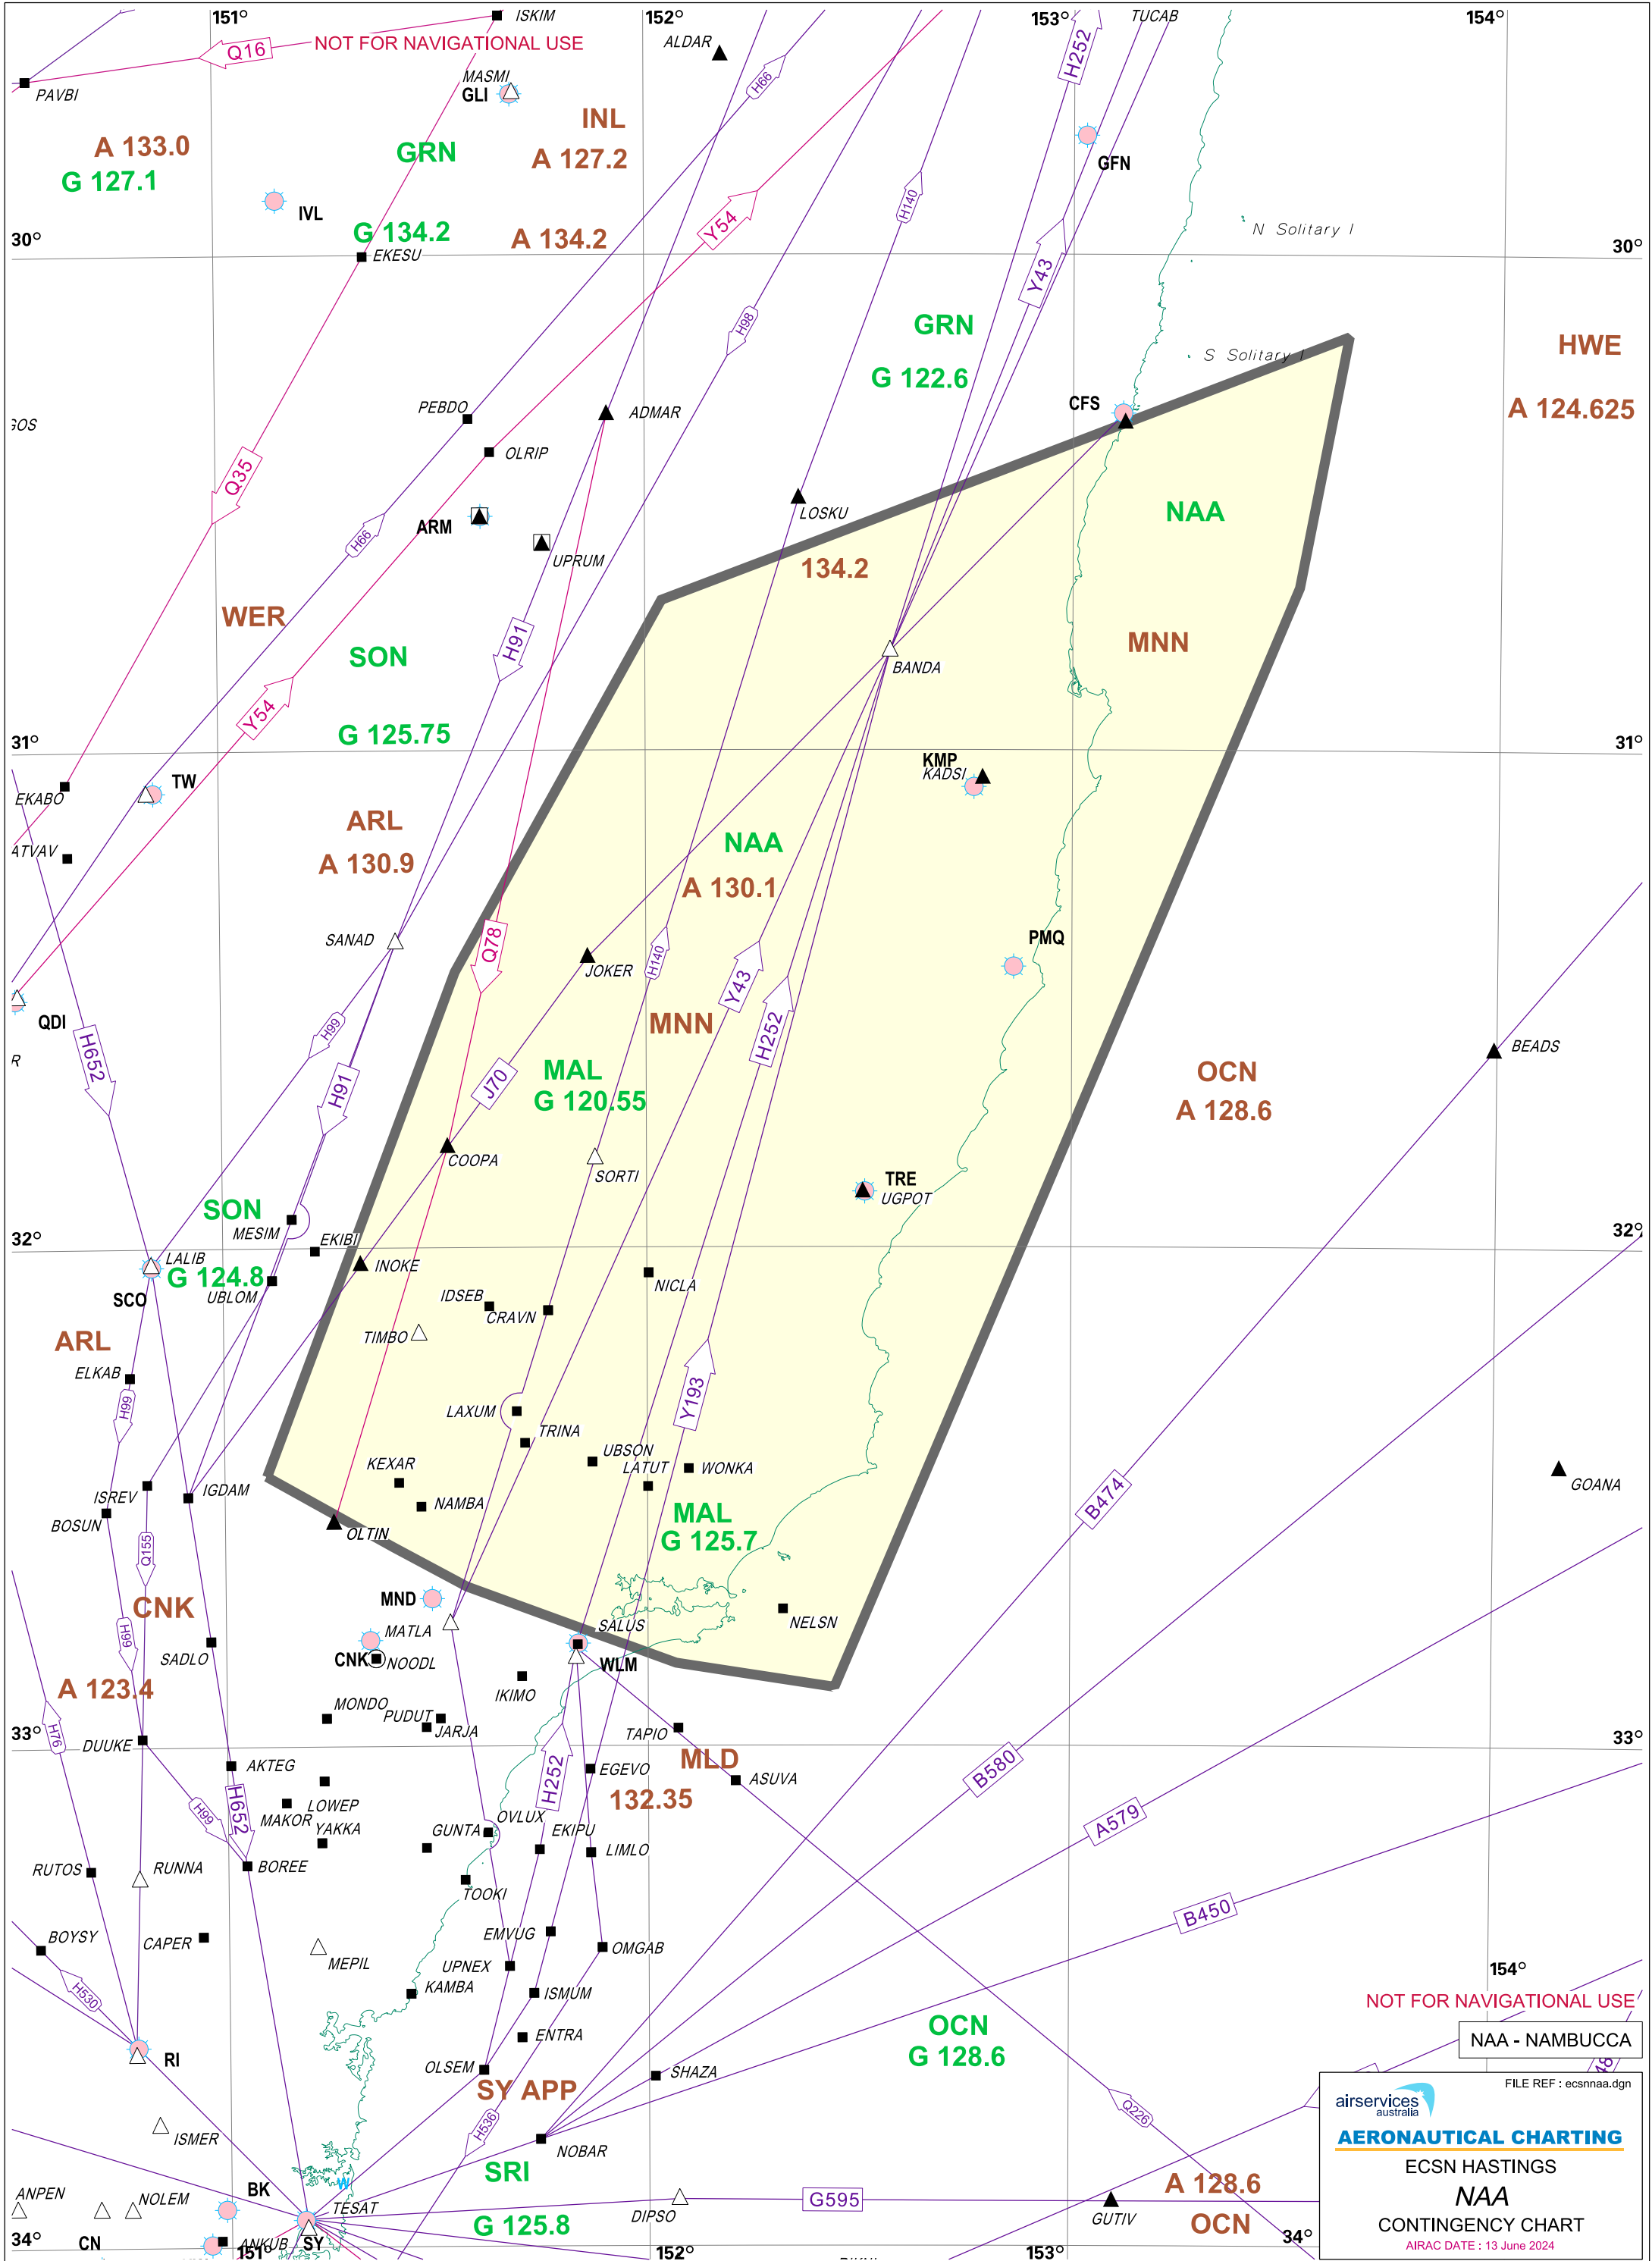 151°
152°
153°
154°
ISKIM
TUCAB
Q16
NOT FOR NAVIGATIONAL USE
ALDAR
H252
PAVBI
MASMI
GLI
H66
INL
A 133.0
GRN
A 127.2
GFN
G 127.1
IVL
H140
Y54
G 134.2
A 134.2
N Solitary I
30°
30°
EKESU
Y43
H98
GRN
HWE
S Solitary I
G 122.6
PEBDO
ADMAR
CFS
A 124.625
OLRIP
Q35
LOSKU
NAA
ARM
H66
UPRUM
134.2
WER
H91
SON
MNN
BANDA
Y54
G 125.75
31°
31°
KMP
KADSI
TW
EKABO
ARL
NAA
ATVAV
A 130.9
A 130.1
SANAD
Q78
PMQ
JOKER
H140
Y43
QDI
MNN
H99
H252
H652
BEADS
R
MAL
OCN
J70
H91
G 120.55
A 128.6
COOPA
SORTI
TRE
UGPOT
SON
MESIM
EKIBI
32°
32°
LALIB
INOKE
G 124.8
NICLA
SCO
UBLOM
IDSEB
CRAVN
ARL
TIMBO
ELKAB
H99
Y193
LAXUM
TRINA
UBSON
KEXAR
LATUT
WONKA
ISREV
IGDAM
GOANA
B474
NAMBA
MAL
BOSUN
OLTIN
G 125.7
Q155
MND
CNK
NELSN
SALUS
MATLA
H99
SADLO
CNK
NOODL
WLM
A 123.4
IKIMO
MONDO
PUDUT
JARJA
TAPIO
H76
33°
33°
DUUKE
AKTEG
MLD
EGEVO
ASUVA
B580
H252
132.35
LOWEP
MAKOR
H99
H652
YAKKA
OVLUX
GUNTA
EKIPU
A579
LIMLO
RUTOS
RUNNA
BOREE
TOOKI
B450
EMVUG
BOYSY
CAPER
OMGAB
MEPIL
UPNEX
154°
H530
KAMBA
ISMUM
NOT FOR NAVIGATIONAL USE
OCN
ENTRA
NAA - NAMBUCCA
G 128.6
RI
OLSEM
SHAZA
SY APP
FILE REF : ecsnnaa.dgn
airservices
australia
Q226
ISMER
H536
NOBAR
AERONAUTICAL CHARTING
SRI
ECSN HASTINGS
W
A 128.6
BK
NAA
ANPEN
NOLEM
TESAT
G595
DIPSO
GUTIV
G 125.8
OCN
CONTINGENCY CHART
34°
CN
ANKUB
SY
34°
AIRAC DATE : 13 June 2024
151°
152°
153°